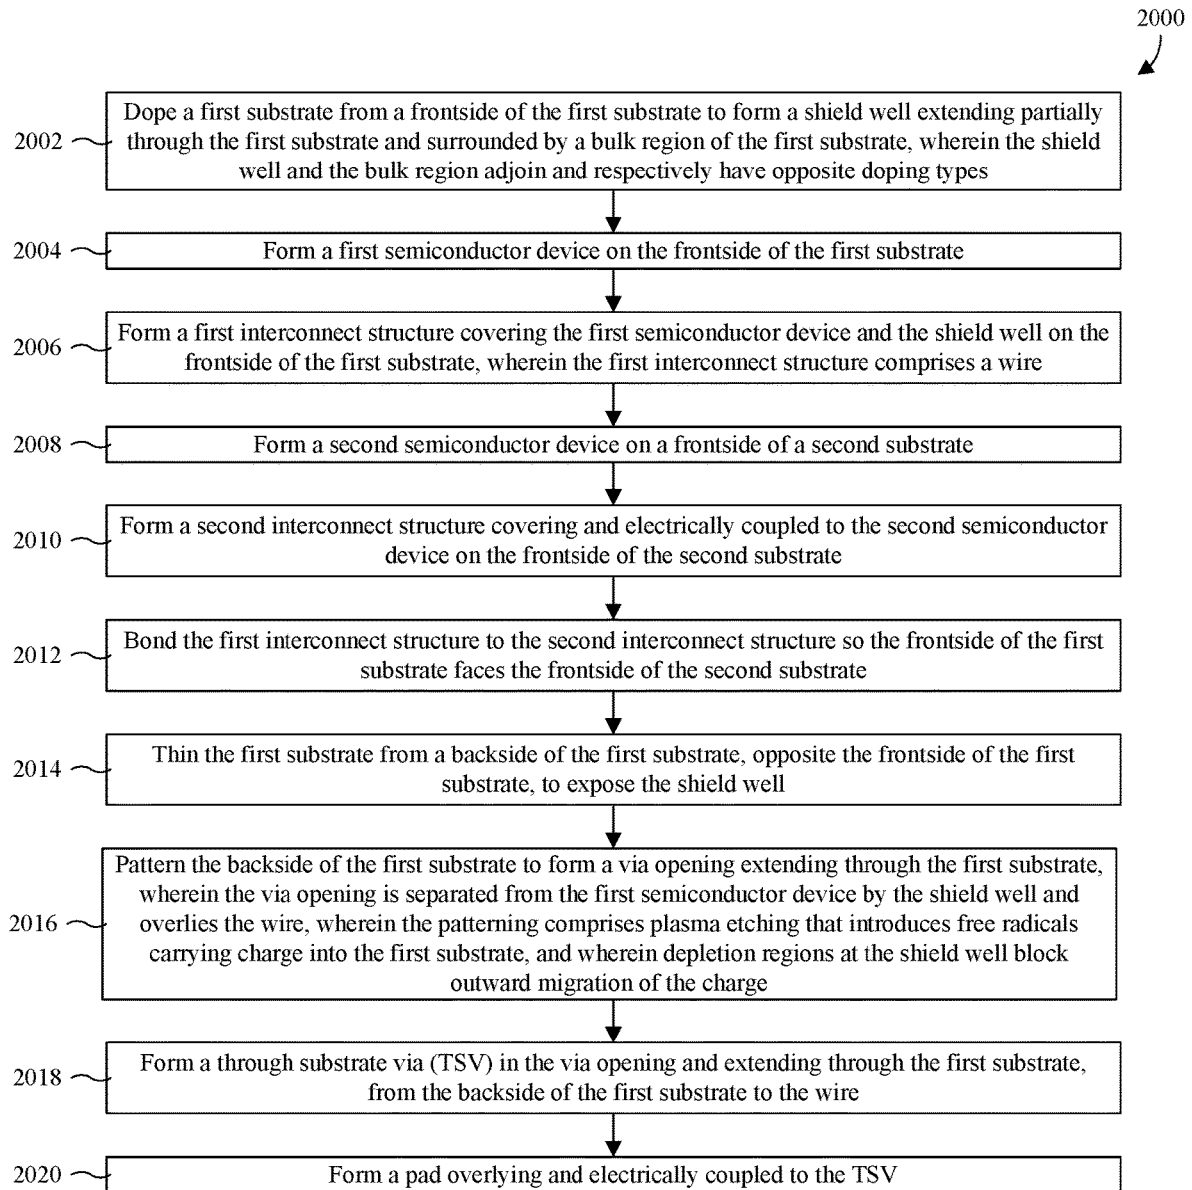 2000
2002
Dope a first substrate from a frontside of the first substrate to form a shield well extending partially
through the first substrate and surrounded by a bulk region of the first substrate, wherein the shield
well and the bulk region adjoin and respectively have opposite doping types
2004
Form a first semiconductor device on the frontside of the first substrate
2006
Form a first interconnect structure covering the first semiconductor device and the shield well on the
frontside of the first substrate, wherein the first interconnect structure comprises a wire
2008
Form a second semiconductor device on a frontside of a second substrate
2010
Form a second interconnect structure covering and electrically coupled to the second semiconductor
device on the frontside of the second substrate
2012
Bond the first interconnect structure to the second interconnect structure so the frontside of the first
substrate faces the frontside of the second substrate
2014
Thin the first substrate from a backside of the first substrate, opposite the frontside of the first
substrate, to expose the shield well
2016
Pattern the backside of the first substrate to form a via opening extending through the first substrate,
wherein the via opening is separated from the first semiconductor device by the shield well and
overlies the wire, wherein the patterning comprises plasma etching that introduces free radicals
carrying charge into the first substrate, and wherein depletion regions at the shield well block
outward migration of the charge
2018
Form a through substrate via (TSV) in the via opening and extending through the first substrate,
from the backside of the first substrate to the wire
2020
Form a pad overlying and electrically coupled to the TSV